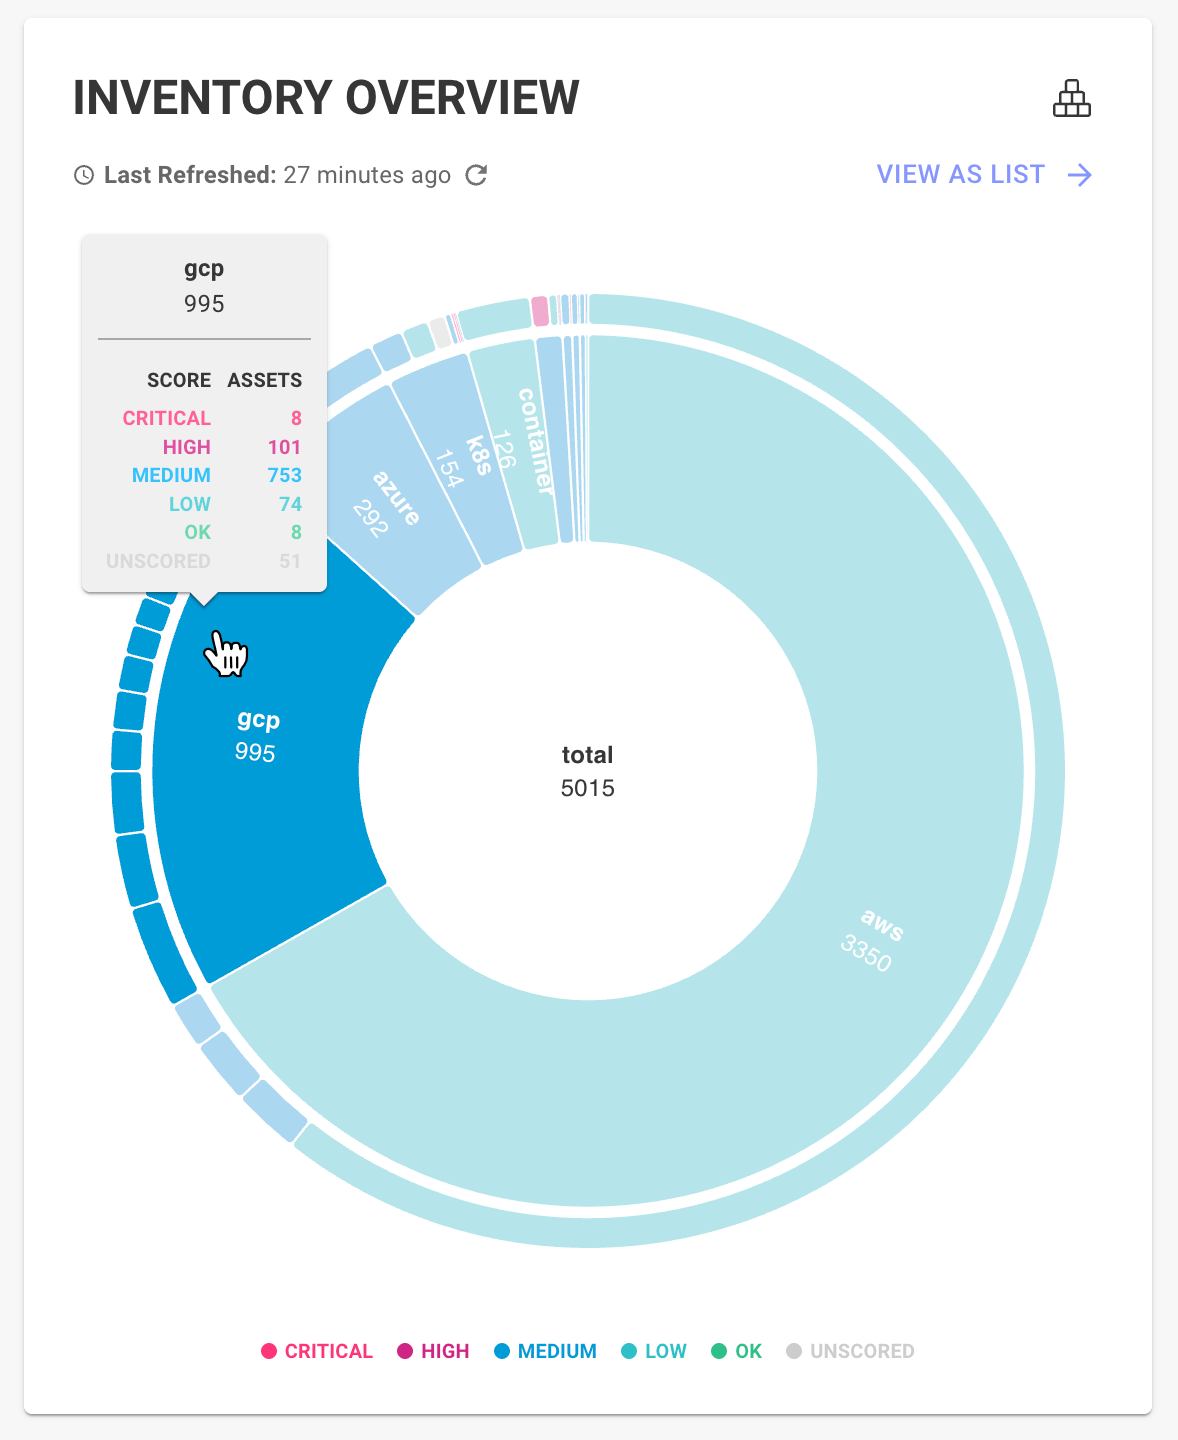 INVENTORY OVERVIEW
Last Refreshed: 27 minutes ago
VIEW AS LIST
gcp
995
SCORE ASSETS
CRITICAL 8
HIGH 101
MEDIUM 753
LOW 74
OK 8
UNSCORED 51
container
126
k8s
154
azure
292
gcp
995
total
5015
aws
3350
CRITICAL HIGH MEDIUM LOW OK UNSCORED